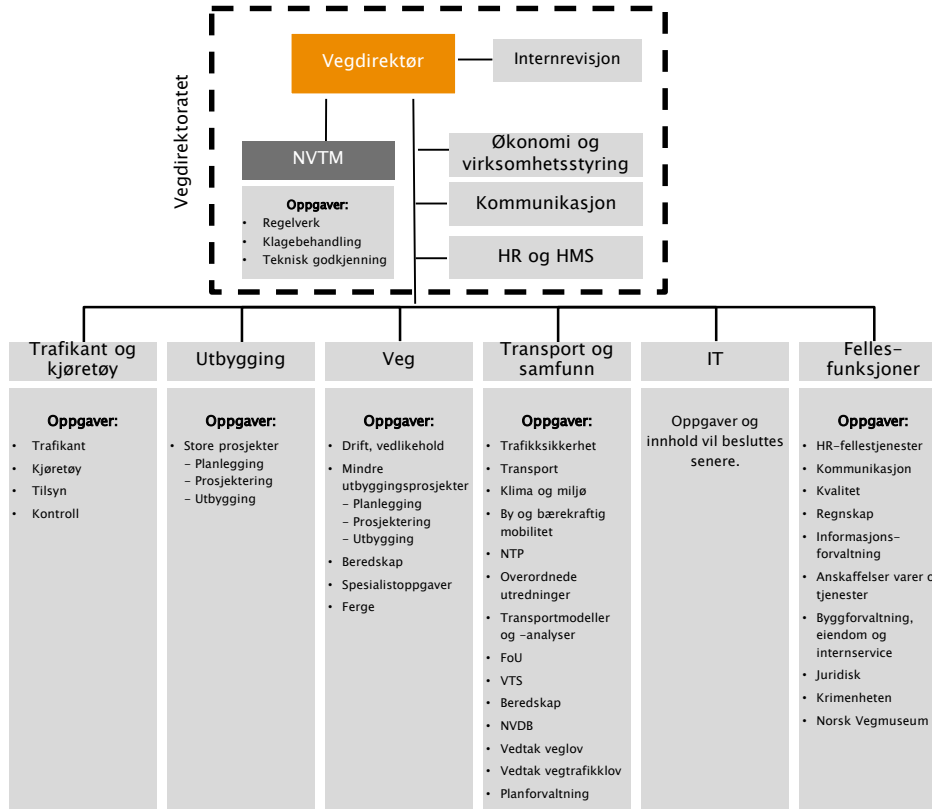 Vegdirektoratet
Vegdirektør
Internrevisjon
NVTM
Oppgaver:
• Regelverk
• Klagebehandling
• Teknisk godkjenning
Økonomi og
virksomhetsstyring
Kommunikasjon
HR og HMS
Trafikant og
kjøretøy
Oppgaver:
• Trafikant
• Kjøretøy
• Tilsyn
• Kontroll
Utbygging
Oppgaver:
• Store prosjekter
– Planlegging
– Prosjektering
– Utbygging
Veg
Oppgaver:
• Drift, vedlikehold
• Mindre
utbyggingsprosjekter
– Planlegging
– Prosjektering
– Utbygging
• Beredskap
• Spesialistoppgaver
• Ferge
Transport og
samfunn
Oppgaver:
• Trafikksikkerhet
• Transport
• Klima og miljø
• By og bærekraftig
mobilitet
• NTP
• Overordnede
utredninger
• Transportmodeller
og -analyser
• FoU
• VTS
• Beredskap
• NVDB
• Vedtak veglov
• Vedtak vegtrafikklov
• Planforvaltning
IT
Oppgaver og
innhold vil besluttes
senere.
Felles-
funksjoner
Oppgaver:
• HR-fellestjenester
• Kommunikasjon
• Kvalitet
• Regnskap
• Informasjons-
forvaltning
• Anskaffelser varer o
tjenester
• Byggforvaltning,
eiendom og
internservice
• Juridisk
• Krimenheten
• Norsk Vegmuseum